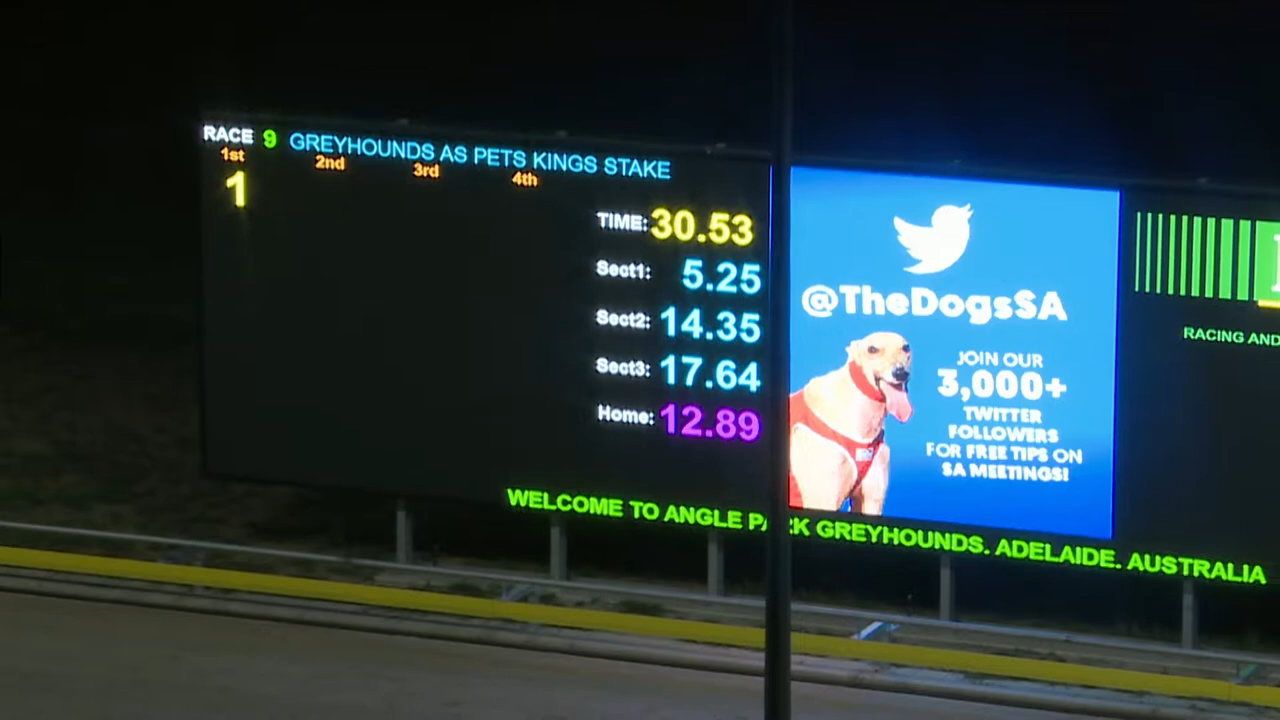 RACE 9 GREYHOUNDS AS PETS KINGS STAKE
1st 2nd 3rd 4th
1
TIME: 30.53
Sect1: 5.25
Sect2: 14.35
Sect3: 17.64
Home: 12.89
@TheDogsSA
JOIN OUR
3,000+
TWITTER
FOLLOWERS
FOR FREE TIPS ON
SA MEETINGS!
RACING AND
WELCOME TO ANGLE PARK GREYHOUNDS. ADELAIDE. AUSTRALIA